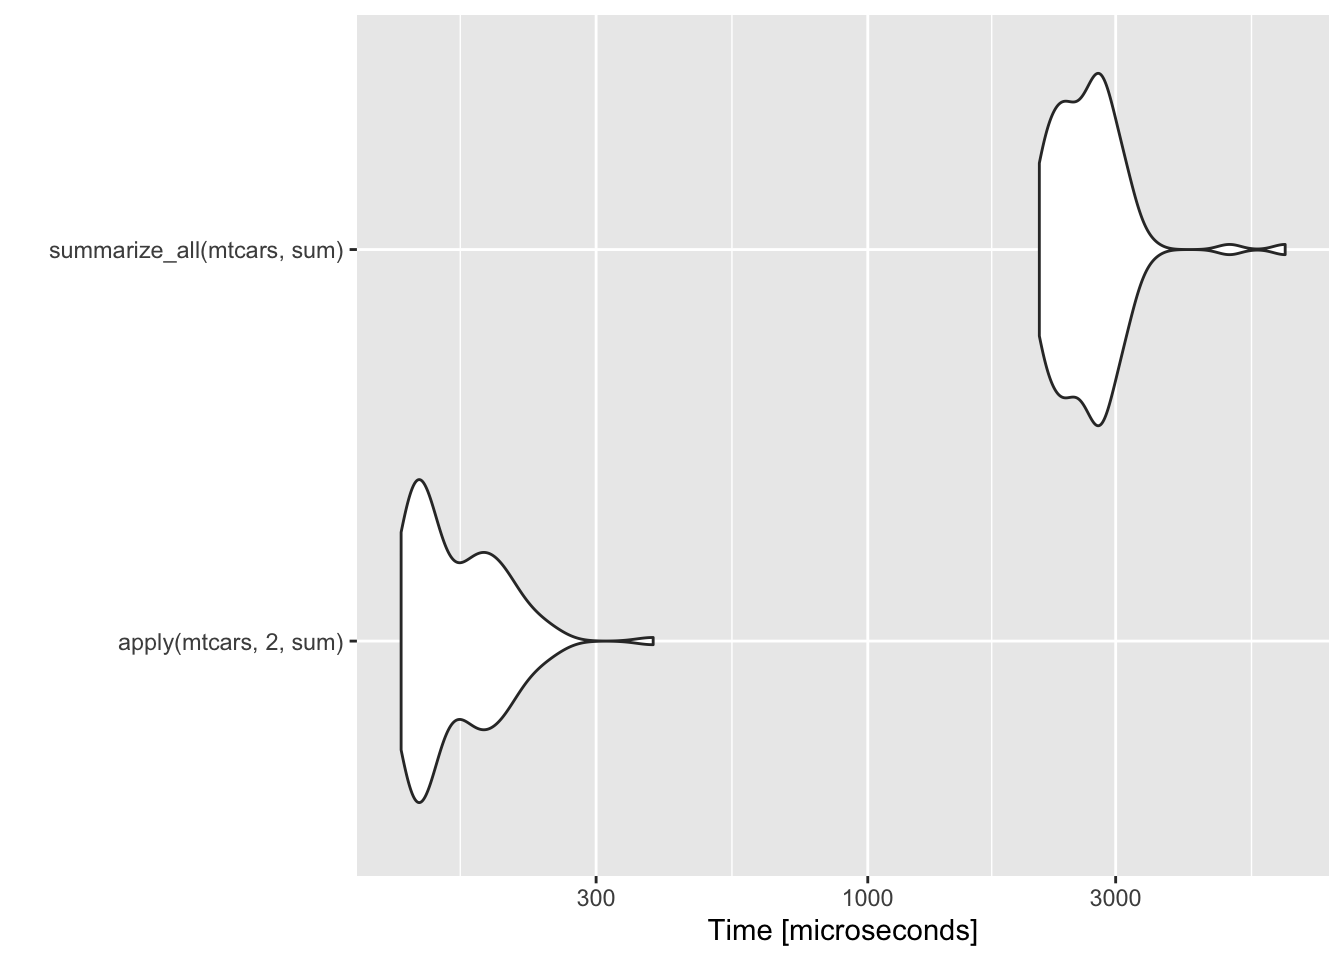 summarize_all(mtcars, sum)
apply(mtcars, 2, sum)
300 1000 3000
Time [microseconds]